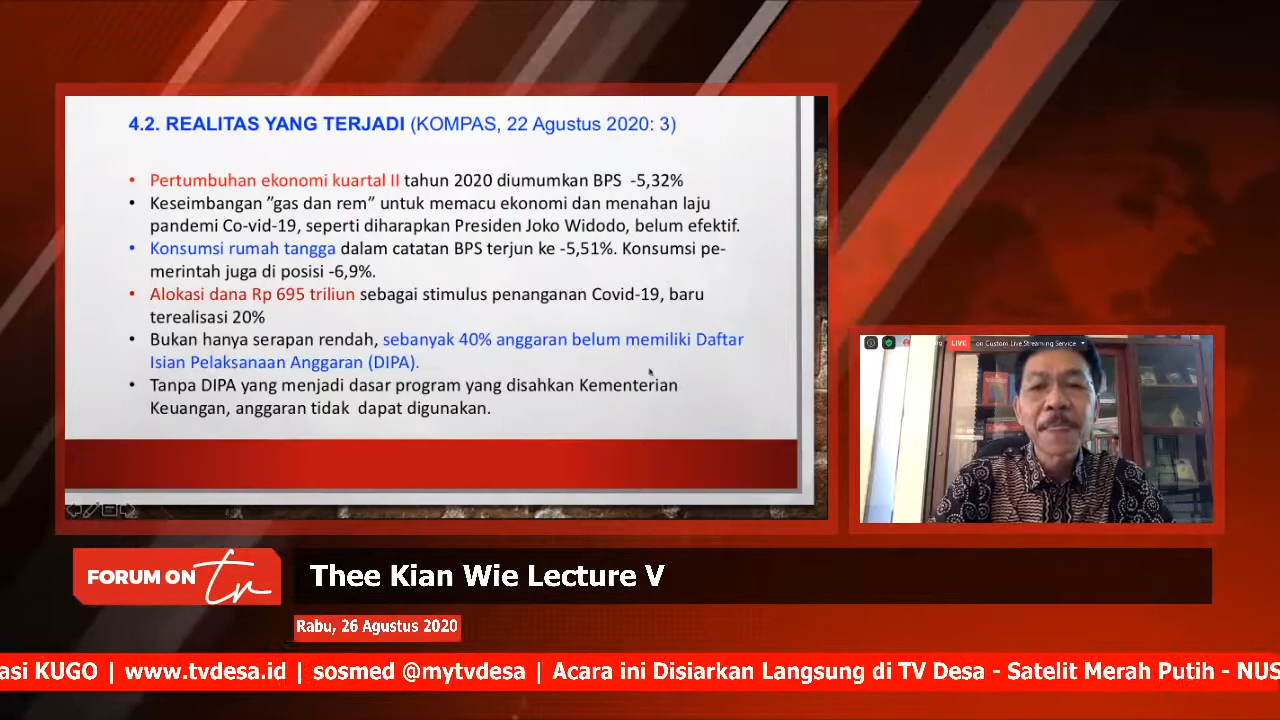 4.2. REALITAS YANG TERJADI (KOMPAS, 22 Agustus 2020: 3)
• Pertumbuhan ekonomi kuartal II tahun 2020 diumumkan BPS -5,32%
• Keseimbangan ”gas dan rem” untuk memacu ekonomi dan menahan laju
pandemi Co-vid-19, seperti diharapkan Presiden Joko Widodo, belum efektif.
• Konsumsi rumah tangga dalam catatan BPS terjun ke -5,51%. Konsumsi pe-
merintah juga di posisi -6,9%.
• Alokasi dana Rp 695 triliun sebagai stimulus penanganan Covid-19, baru
terealisasi 20%
• Bukan hanya serapan rendah, sebanyak 40% anggaran belum memiliki Daftar
Isian Pelaksanaan Anggaran (DIPA).
• Tanpa DIPA yang menjadi dasar program yang disahkan Kementerian
Keuangan, anggaran tidak dapat digunakan.
LIVE on Custom Live Streaming Service
FORUM ON tv
Thee Kian Wie Lecture V
Rabu, 26 Agustus 2020
asi KUGO | www.tvdesa.id | sosmed @mytvdesa | Acara ini Disiarkan Langsung di TV Desa - Satelit Merah Putih - NUS